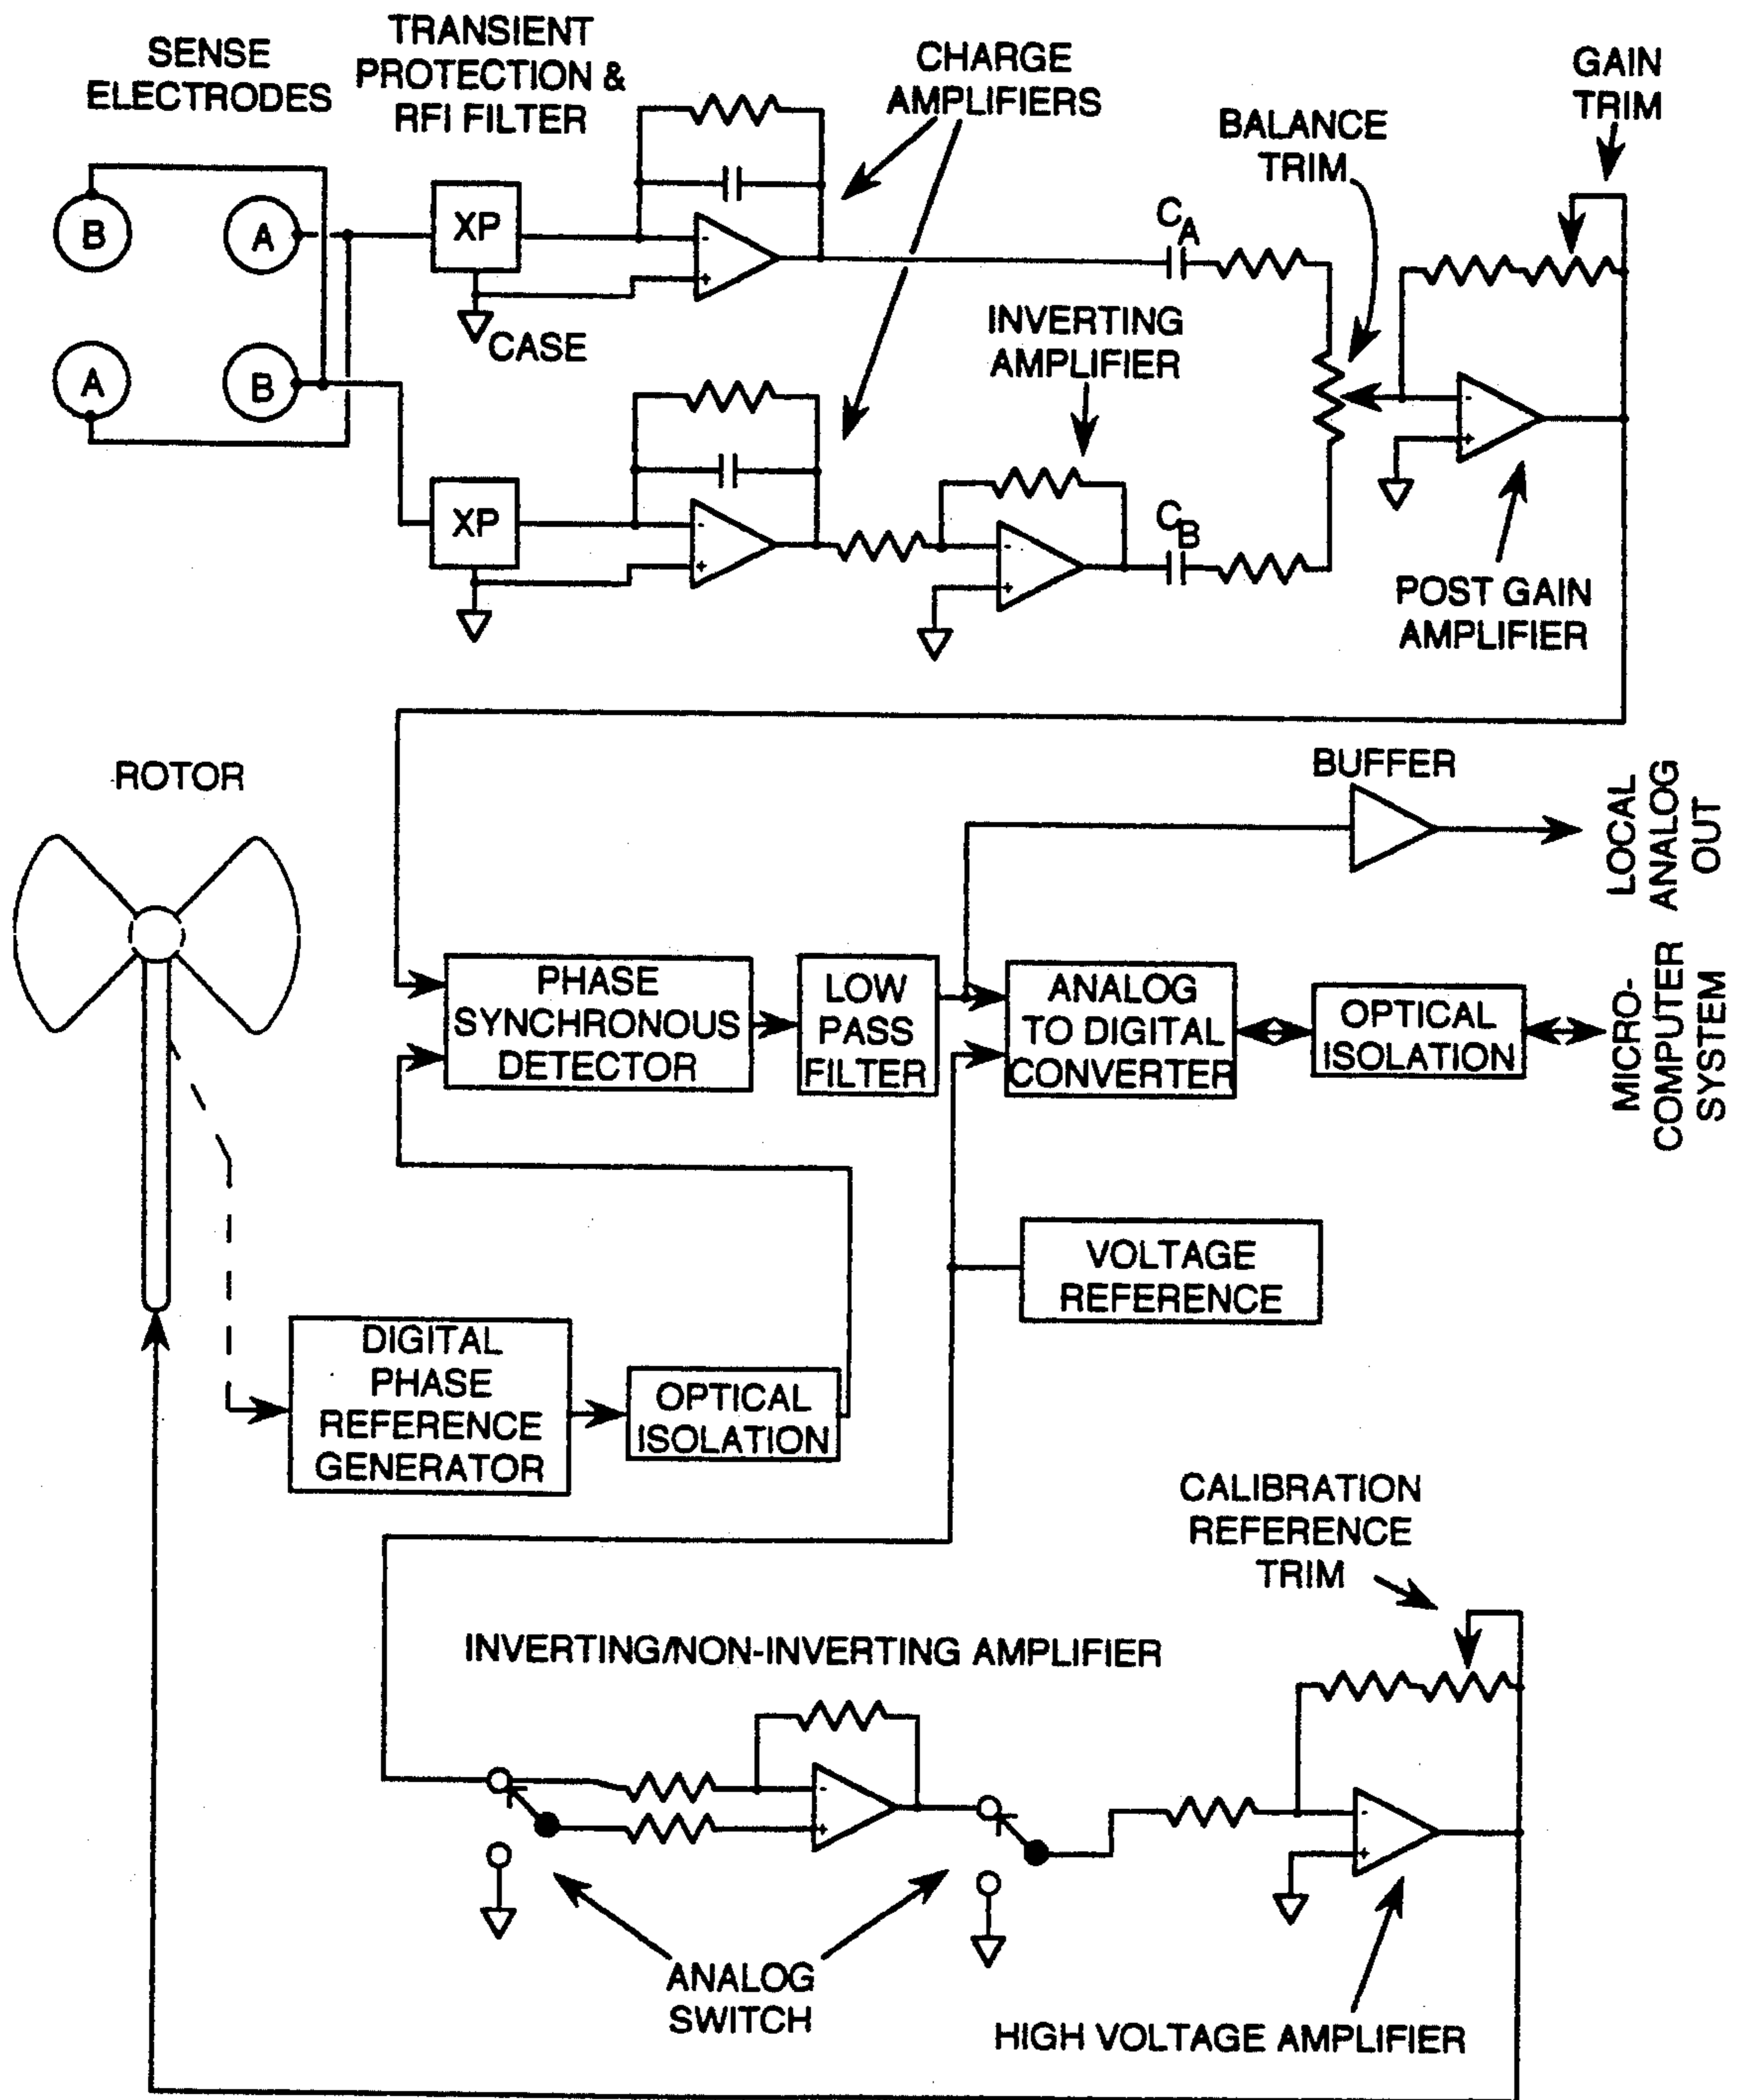 SENSE
ELECTRODES
TRANSIENT
PROTECTION &
RFI FILTER
CHARGE
AMPLIFIERS
GAIN
TRIM
BALANCE
TRIM
B
A
XP
-
+
CASE
C_A
INVERTING
AMPLIFIER
A
B
XP
-
+
-
+
C_B
-
+
POST GAIN
AMPLIFIER
ROTOR
BUFFER
LOCAL
ANALOG
OUT
PHASE
SYNCHRONOUS
DETECTOR
LOW
PASS
FILTER
ANALOG
TO DIGITAL
CONVERTER
OPTICAL
ISOLATION
MICRO-
COMPUTER
SYSTEM
VOLTAGE
REFERENCE
DIGITAL
PHASE
REFERENCE
GENERATOR
OPTICAL
ISOLATION
CALIBRATION
REFERENCE
TRIM
INVERTING/NON-INVERTING AMPLIFIER
-
+
-
+
ANALOG
SWITCH
HIGH VOLTAGE AMPLIFIER